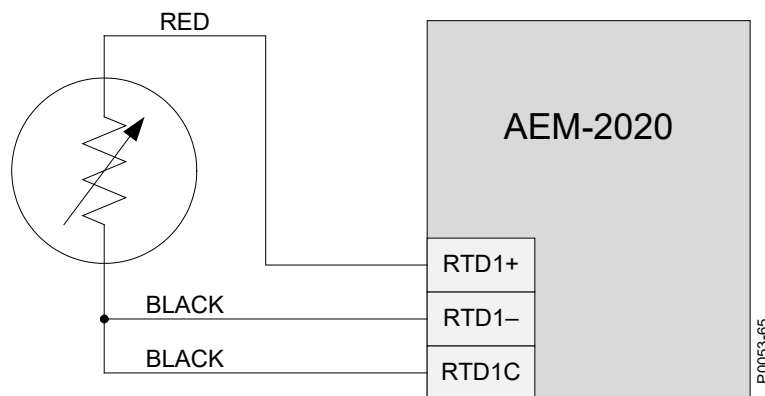 RED
AEM-2020
RTD1+
BLACK
RTD1–
BLACK
RTD1C
P0053-65